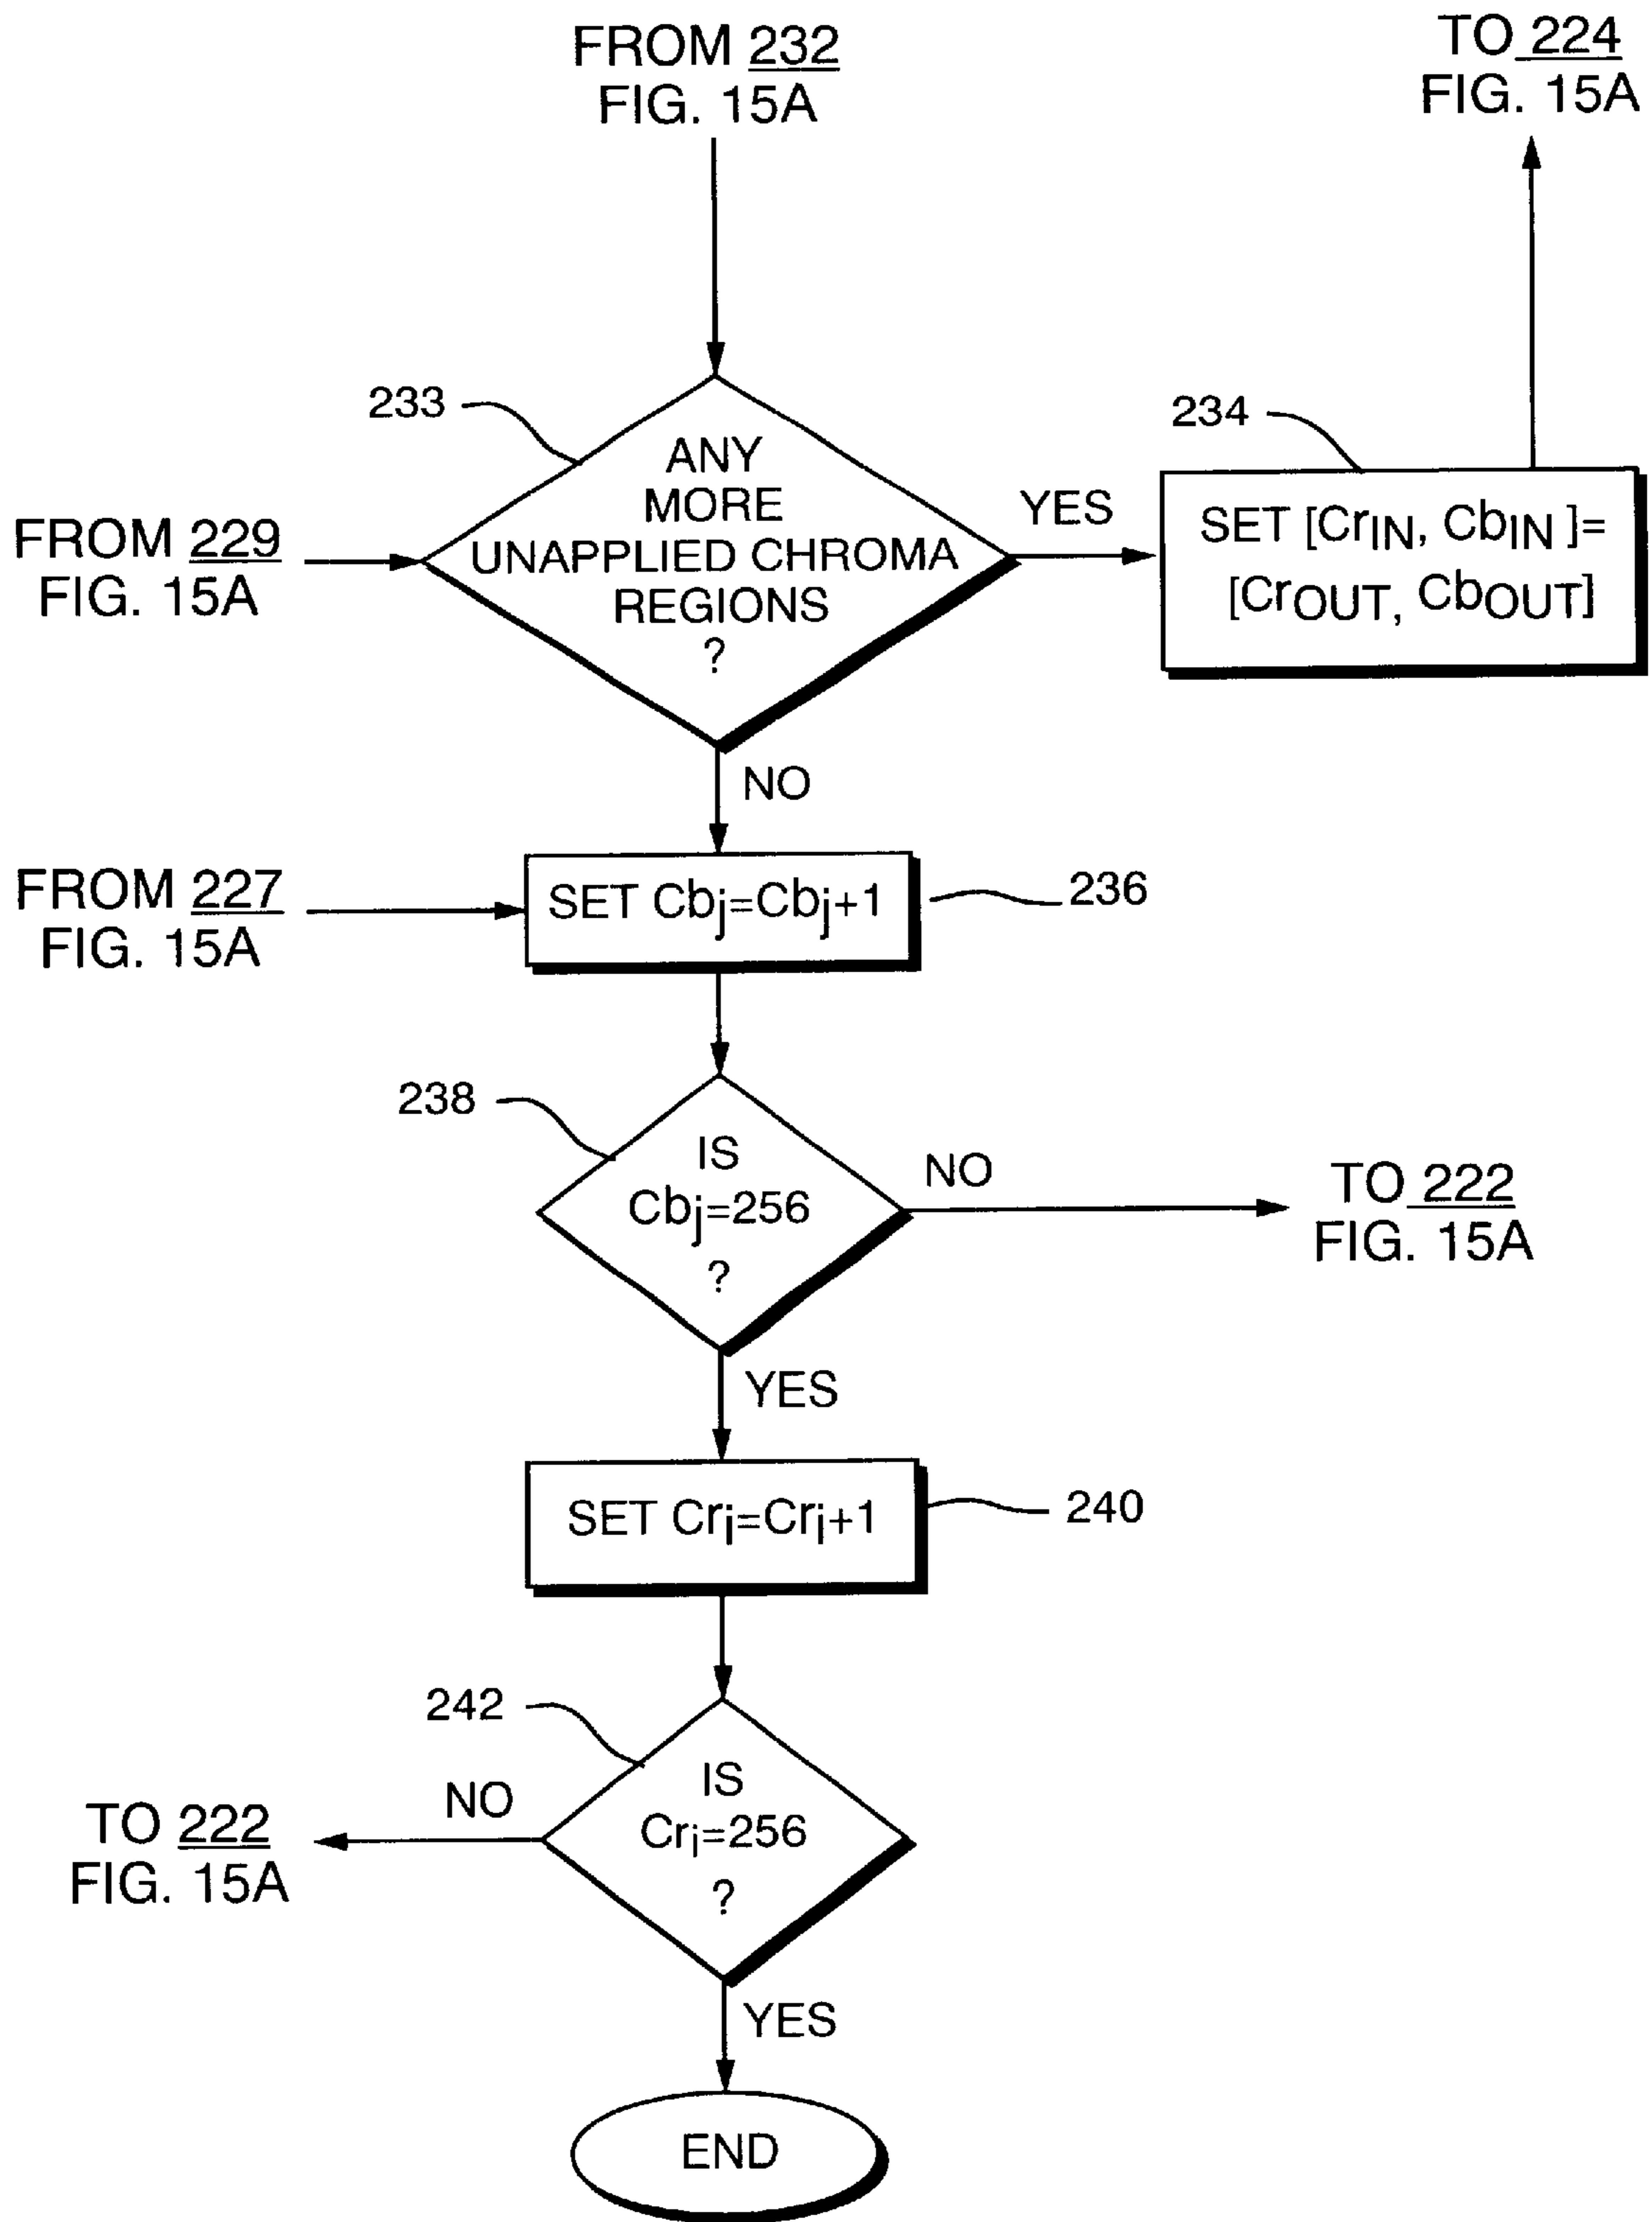 FROM 232
FIG. 15A
TO 224
FIG. 15A
233
ANY
MORE
UNAPPLIED CHROMA
REGIONS
?
YES
234
SET [CrIN, CbIN ]=
[CrOUT, CbOUT]
FROM 229
FIG. 15A
NO
FROM 227
FIG. 15A
SET Cbj=Cbj+1
236
238
IS
Cbj=256
?
NO
TO 222
FIG. 15A
YES
SET Cri=Cri+1
240
242
IS
Cri=256
?
NO
TO 222
FIG. 15A
YES
END